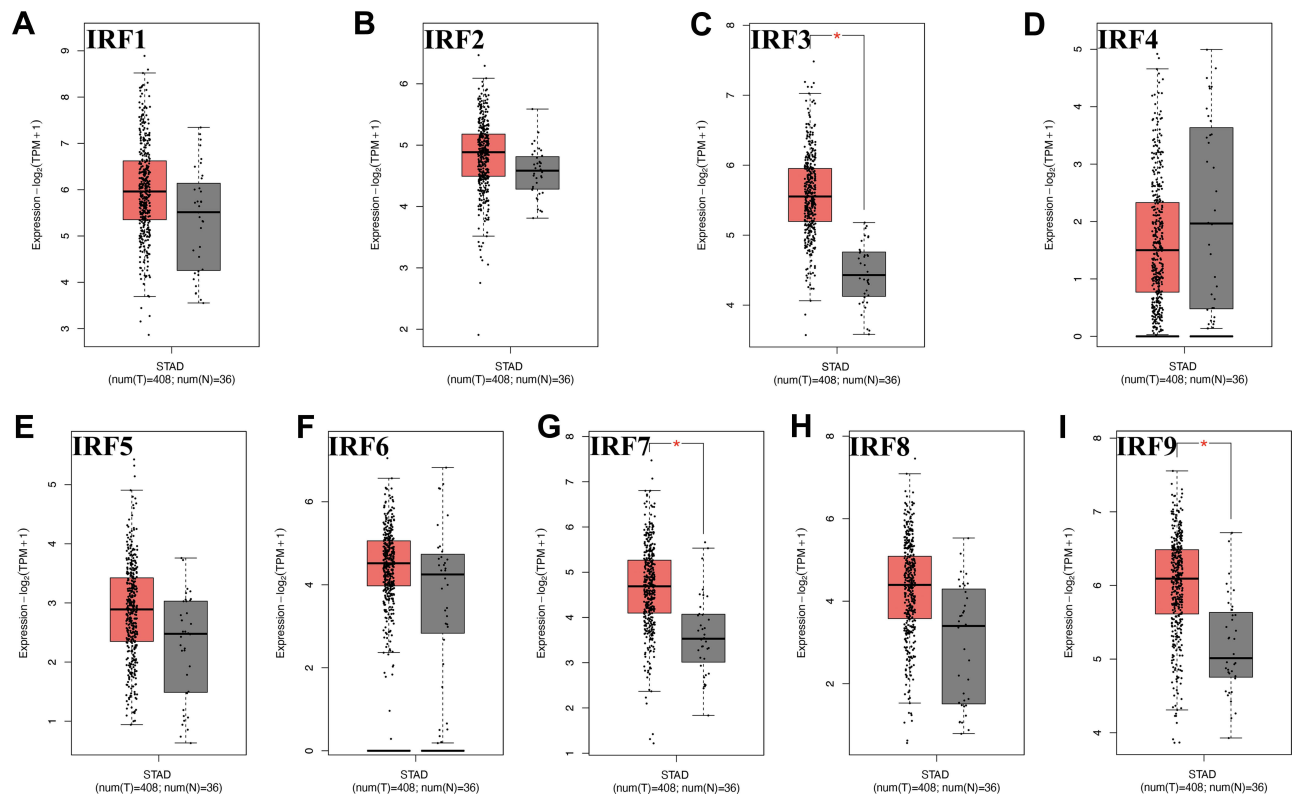 A
IRF1
Expression − log2(TPM + 1)
9
8
7
6
5
4
3
STAD
(num(T)=408; num(N)=36)
B
IRF2
Expression − log2(TPM + 1)
6
5
4
3
2
STAD
(num(T)=408; num(N)=36)
C
IRF3
*
Expression − log2(TPM + 1)
8
7
6
5
4
STAD
(num(T)=408; num(N)=36)
D
IRF4
Expression − log2(TPM + 1)
5
4
3
2
1
0
STAD
(num(T)=408; num(N)=36)
E
IRF5
Expression − log2(TPM + 1)
5
4
3
2
1
STAD
(num(T)=408; num(N)=36)
F
IRF6
Expression − log2(TPM + 1)
6
4
2
0
STAD
(num(T)=408; num(N)=36)
G
IRF7
*
Expression − log2(TPM + 1)
8
7
6
5
4
3
2
1
STAD
(num(T)=408; num(N)=36)
H
IRF8
Expression − log2(TPM + 1)
8
6
4
2
STAD
(num(T)=408; num(N)=36)
I
IRF9
*
Expression − log2(TPM + 1)
8
7
6
5
4
STAD
(num(T)=408; num(N)=36)